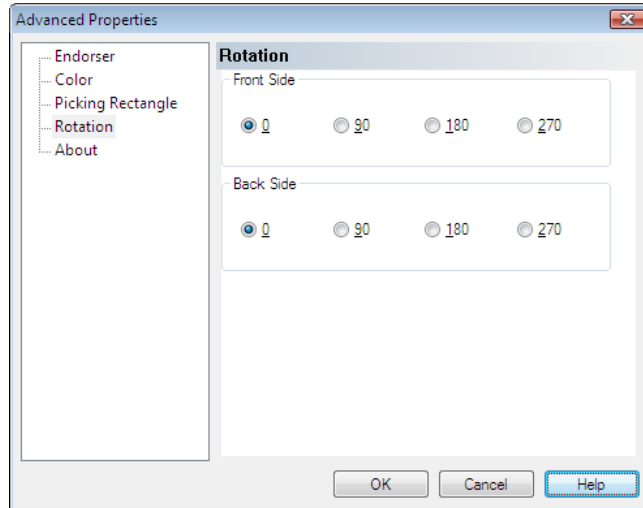 Advanced Properties
Endorser
Color
Picking Rectangle
Rotation
About
Rotation
Front Side
0 90 180 270
Back Side
0 90 180 270
OK Cancel Help